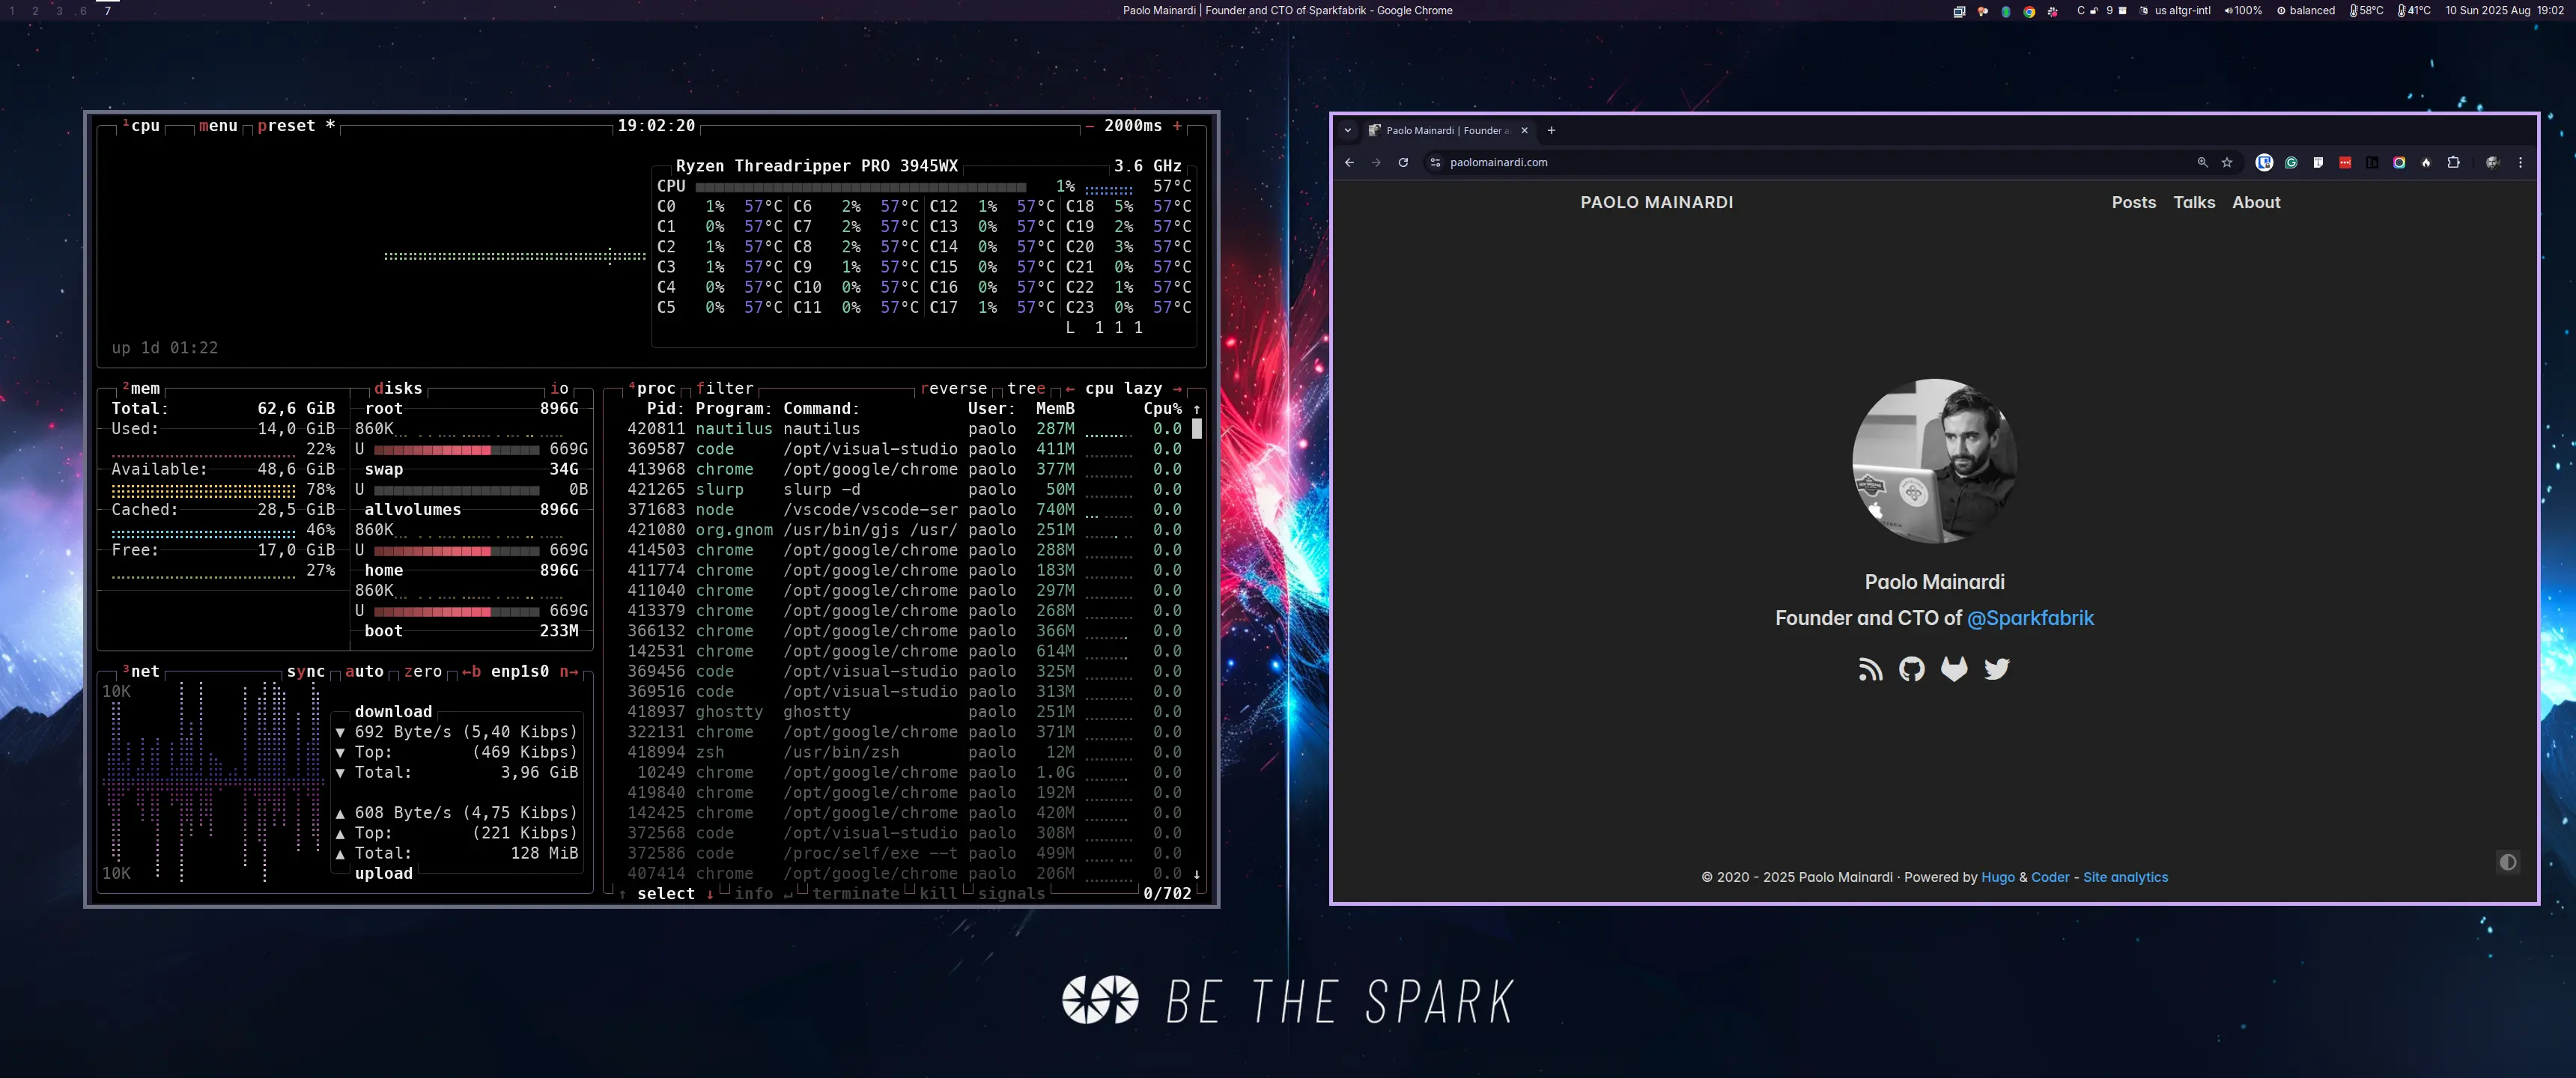 1 2 3 6 7
Paolo Mainardi | Founder and CTO of Sparkfabrik - Google Chrome
C 9 us altgr-intl 100% balanced 58°C 41°C 10 Sun 2025 Aug 19:02
1cpu menu preset * 19:02:20 - 2000ms +
Ryzen Threadripper PRO 3945WX 3.6 GHz
CPU 1% 57°C
C0 1% 57°C C6 2% 57°C C12 1% 57°C C18 5% 57°C
C1 0% 57°C C7 2% 57°C C13 0% 57°C C19 2% 57°C
C2 1% 57°C C8 2% 57°C C14 0% 57°C C20 3% 57°C
C3 1% 57°C C9 1% 57°C C15 0% 57°C C21 0% 57°C
C4 0% 57°C C10 0% 57°C C16 0% 57°C C22 1% 57°C
C5 0% 57°C C11 0% 57°C C17 1% 57°C C23 0% 57°C
L 1 1 1
up 1d 01:22
2mem
Total: 62,6 GiB
Used: 14,0 GiB
22%
Available: 48,6 GiB
78%
Cached: 28,5 GiB
46%
Free: 17,0 GiB
27%
disks io
root 896G
860K
U 669G
swap 34G
U 0B
allvolumes 896G
860K
U 669G
home 896G
860K
U 669G
boot 233M
3net sync auto zero ←b enp1s0 n→
10K
download
▼ 692 Byte/s (5,40 Kibps)
▼ Top: (469 Kibps)
▼ Total: 3,96 GiB
▲ 608 Byte/s (4,75 Kibps)
▲ Top: (221 Kibps)
▲ Total: 128 MiB
10K
upload
4proc filter reverse tree ← cpu lazy →
Pid: Program: Command: User: MemB Cpu% ↑
420811 nautilus nautilus paolo 287M 0.0
369587 code /opt/visual-studio paolo 411M 0.0
413968 chrome /opt/google/chrome paolo 377M 0.0
421265 slurp slurp -d paolo 50M 0.0
371683 node /vscode/vscode-ser paolo 740M 0.0
421080 org.gnom /usr/bin/gjs /usr/ paolo 251M 0.0
414503 chrome /opt/google/chrome paolo 288M 0.0
411774 chrome /opt/google/chrome paolo 183M 0.0
411040 chrome /opt/google/chrome paolo 297M 0.0
413379 chrome /opt/google/chrome paolo 268M 0.0
366132 chrome /opt/google/chrome paolo 366M 0.0
142531 chrome /opt/google/chrome paolo 614M 0.0
369456 code /opt/visual-studio paolo 325M 0.0
369516 code /opt/visual-studio paolo 313M 0.0
418937 ghostty ghostty paolo 251M 0.0
322131 chrome /opt/google/chrome paolo 371M 0.0
418994 zsh /usr/bin/zsh paolo 12M 0.0
10249 chrome /opt/google/chrome paolo 1.0G 0.0
419840 chrome /opt/google/chrome paolo 192M 0.0
142425 chrome /opt/google/chrome paolo 420M 0.0
372568 code /opt/visual-studio paolo 308M 0.0
372586 code /proc/self/exe --t paolo 499M 0.0
407414 chrome /opt/google/chrome paolo 206M 0.0 ↓
↑ select ↓ info ↵ terminate kill signals 0/702
Paolo Mainardi | Founder a
paolomainardi.com
PAOLO MAINARDI Posts Talks About
Paolo Mainardi
Founder and CTO of @Sparkfabrik
© 2020 - 2025 Paolo Mainardi · Powered by Hugo & Coder - Site analytics
BE THE SPARK